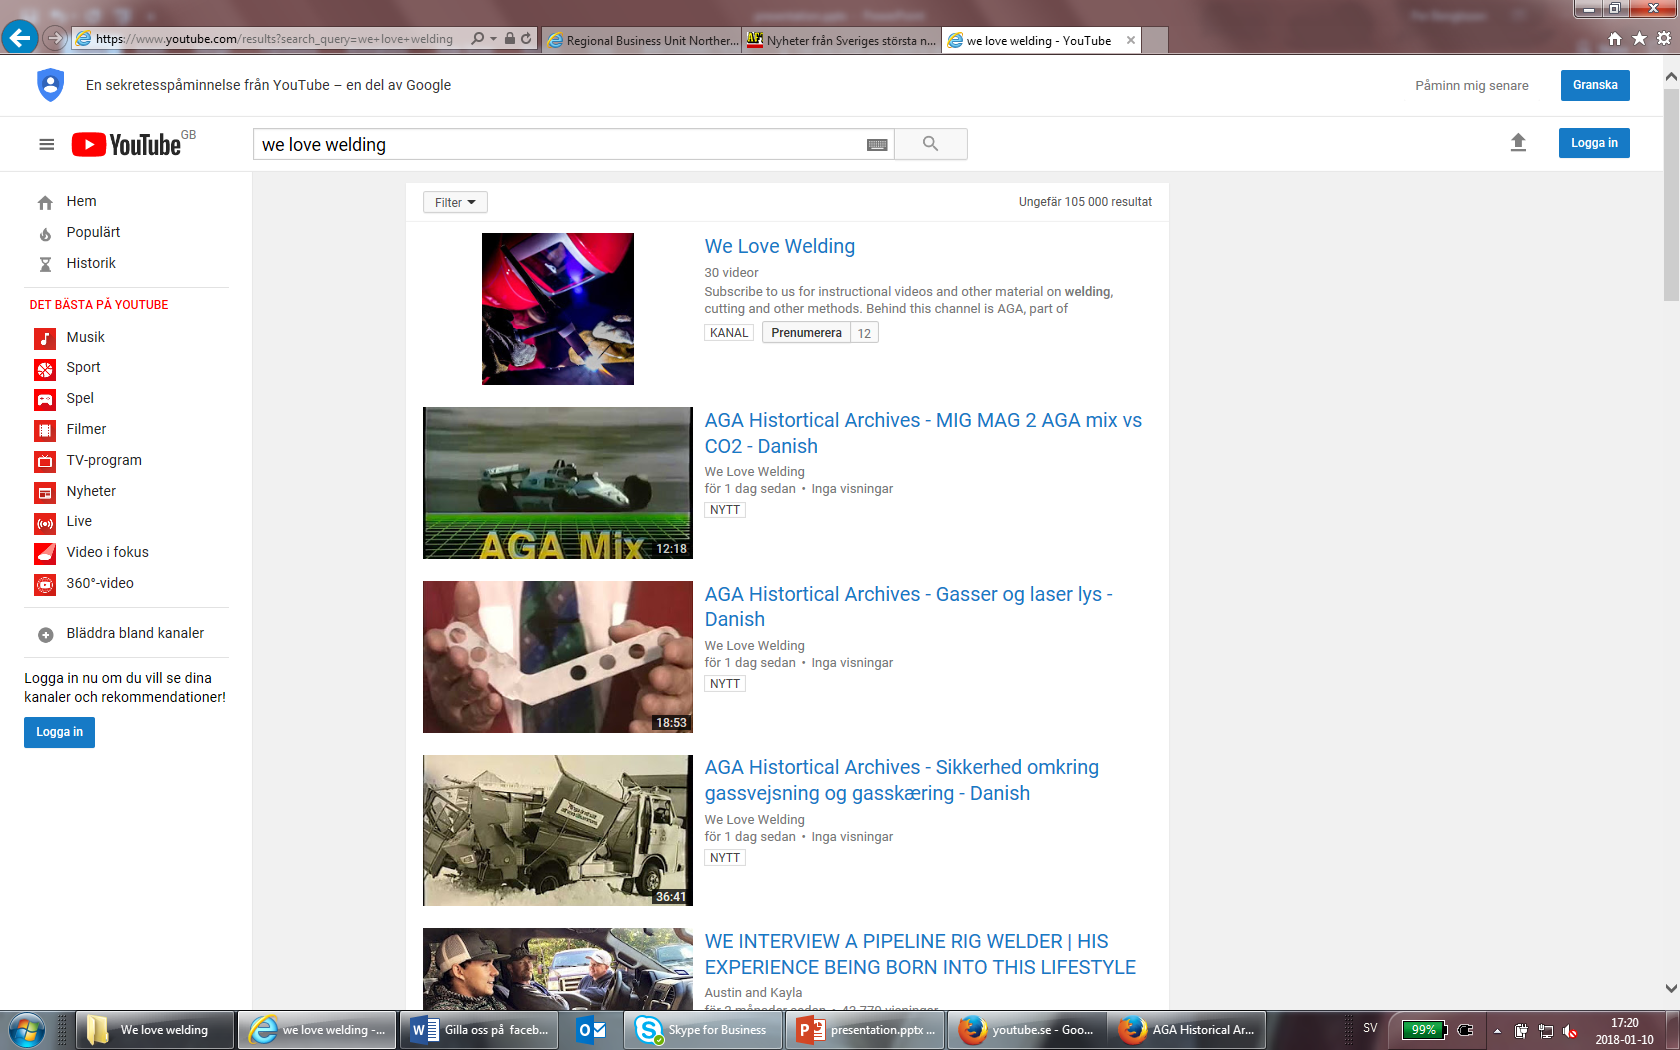 https://www.youtube.com/results?search_query=we+love+welding
Regional Business Unit Norther...
Nyheter från Sveriges största n...
we love welding - YouTube
En sekretesspåminnelse från YouTube – en del av Google
Påminn mig senare
Granska
YouTube GB
we love welding
Logga in
Hem
Populärt
Historik
DET BÄSTA PÅ YOUTUBE
Musik
Sport
Spel
Filmer
TV-program
Nyheter
Live
Video i fokus
360°-video
Bläddra bland kanaler
Logga in nu om du vill se dina
kanaler och rekommendationer!
Logga in
Filter
Ungefär 105 000 resultat
We Love Welding
30 videor
Subscribe to us for instructional videos and other material on welding,
cutting and other methods. Behind this channel is AGA, part of
KANAL Prenumerera 12
AGA Mix
12:18
AGA Histortical Archives - MIG MAG 2 AGA mix vs
CO2 - Danish
We Love Welding
för 1 dag sedan • Inga visningar
NYTT
18:53
AGA Histortical Archives - Gasser og laser lys -
Danish
We Love Welding
för 1 dag sedan • Inga visningar
NYTT
36:41
AGA Histortical Archives - Sikkerhed omkring
gassvejsning og gasskæring - Danish
We Love Welding
för 1 dag sedan • Inga visningar
NYTT
WE INTERVIEW A PIPELINE RIG WELDER | HIS
EXPERIENCE BEING BORN INTO THIS LIFESTYLE
Austin and Kayla
We love welding
we love welding -...
Gilla oss på faceb...
Skype for Business
presentation.pptx ...
youtube.se - Goo...
AGA Historical Ar...
SV
99%
17:20
2018-01-10